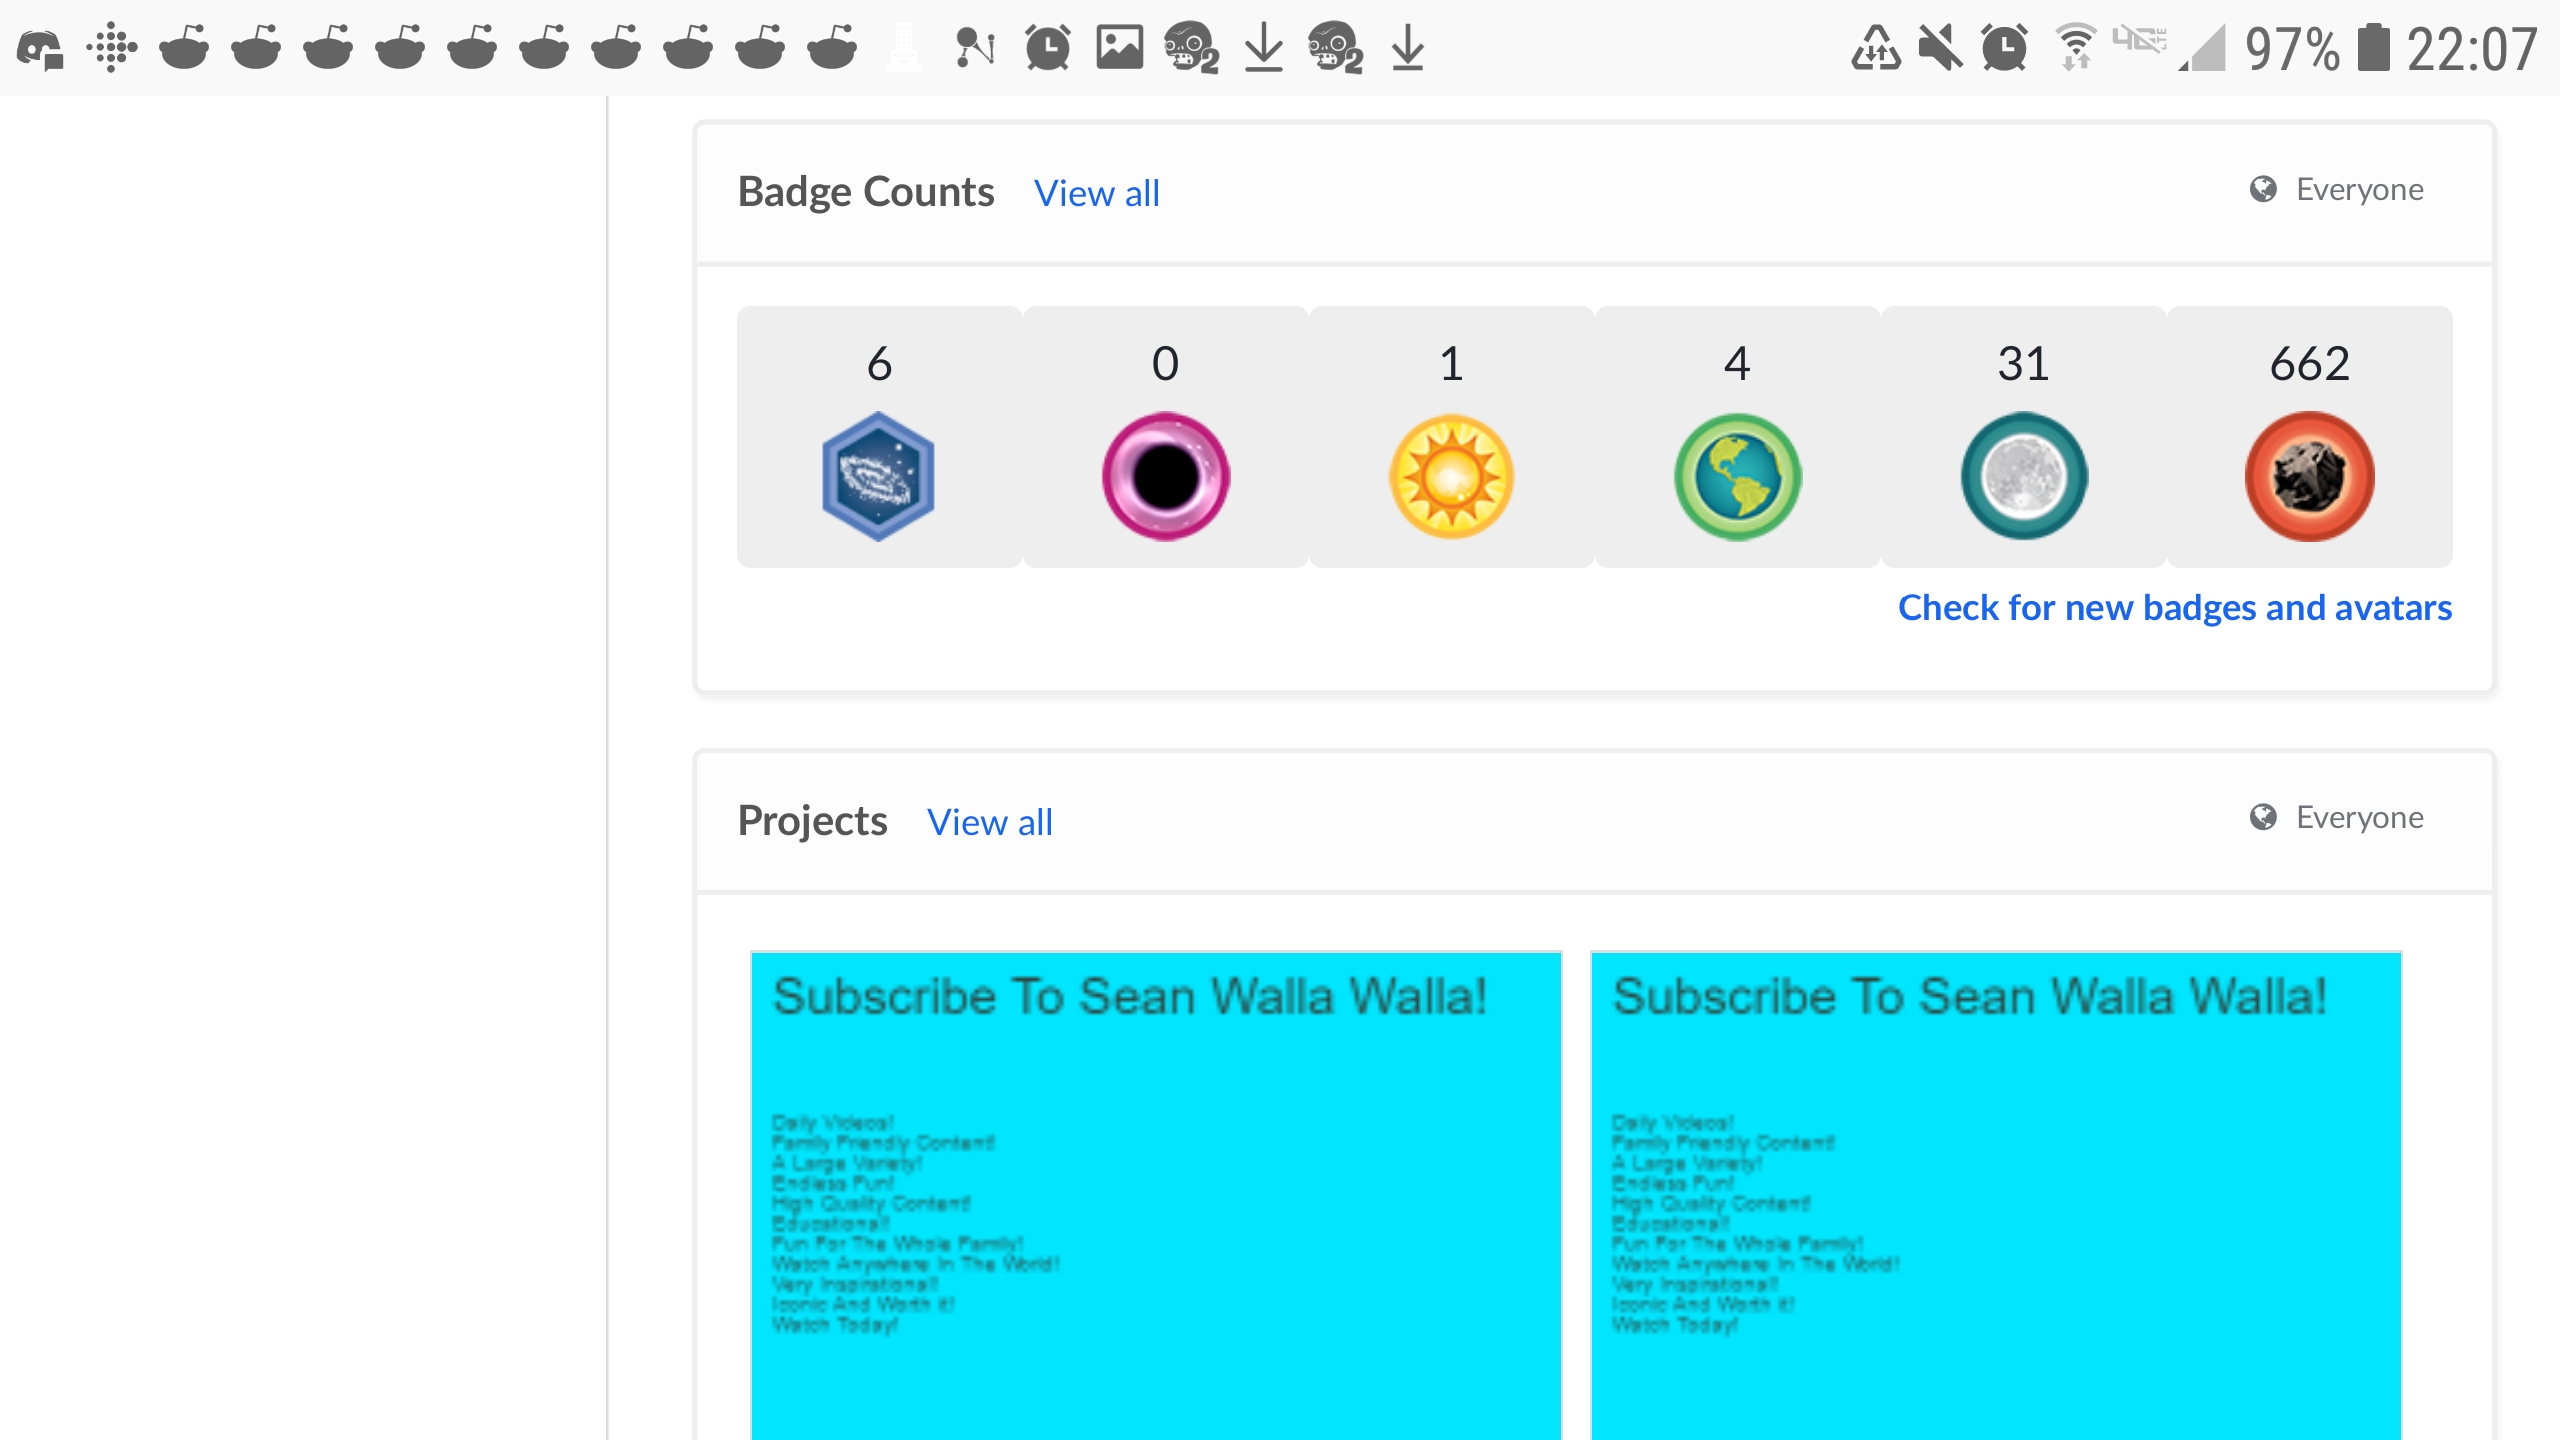 97% 22:07
Badge Counts View all Everyone
6 0 1 4 31 662
Check for new badges and avatars
Projects View all Everyone
Subscribe To Sean Walla Walla!
Daily Videos!
Family Friendly Content!
A Large Variety!
Endless Fun!
High Quality Content!
Educational!
Fun For The Whole Family!
Watch Anywhere In The World!
Very Inspirational!
Iconic And Worth It!
Watch Today!
Subscribe To Sean Walla Walla!
Daily Videos!
Family Friendly Content!
A Large Variety!
Endless Fun!
High Quality Content!
Educational!
Fun For The Whole Family!
Watch Anywhere In The World!
Very Inspirational!
Iconic And Worth It!
Watch Today!